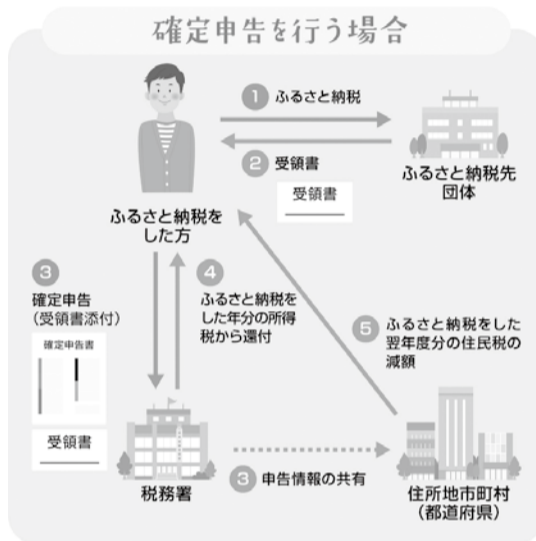 確定申告を行う場合
1 ふるさと納税
2 受領書
受領書
ふるさと納税先
団体
ふるさと納税を
した方
3
確定申告
（受領書添付）
確定申告書
受領書
4
ふるさと納税を
した年分の所得
税から還付
5 ふるさと納税をした
翌年度分の住民税の
減額
税務署
3 申告情報の共有
住所地市町村
（都道府県）